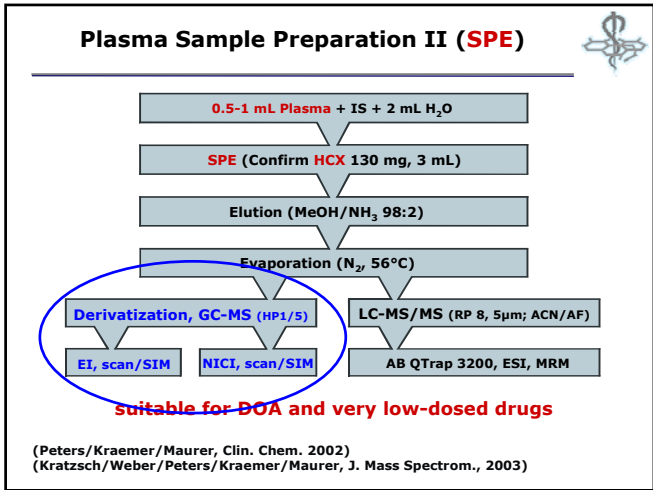 Plasma Sample Preparation II (SPE)
0.5-1 mL Plasma + IS + 2 mL H₂O
SPE (Confirm HCX 130 mg, 3 mL)
Elution (MeOH/NH₃ 98:2)
Evaporation (N₂, 56°C)
Derivatization, GC-MS (HP1/5)
LC-MS/MS (RP 8, 5µm; ACN/AF)
EI, scan/SIM
NICI, scan/SIM
AB QTrap 3200, ESI, MRM
suitable for DOA and very low-dosed drugs
(Peters/Kraemer/Maurer, Clin. Chem. 2002)
(Kratzsch/Weber/Peters/Kraemer/Maurer, J. Mass Spectrom., 2003)